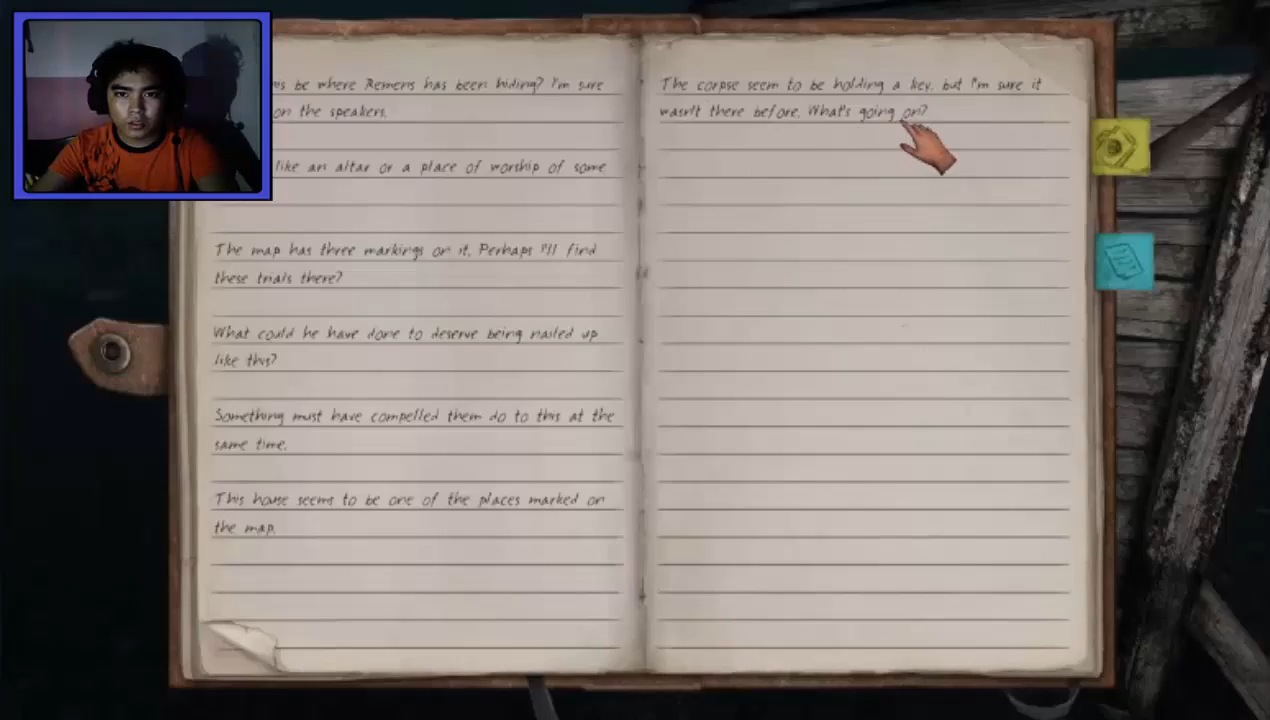 be where Remeris has been hiding? I'm sure
on the speakers.
like an altar or a place of worship of some
The map has three markings on it. Perhaps I'll find
these trials there?
What could he have done to deserve being nailed up
like this?
Something must have compelled them do to this at the
same time.
This house seems to be one of the places marked on
the map.
The corpse seem to be holding a key, but I'm sure it
wasn't there before. What's going on?